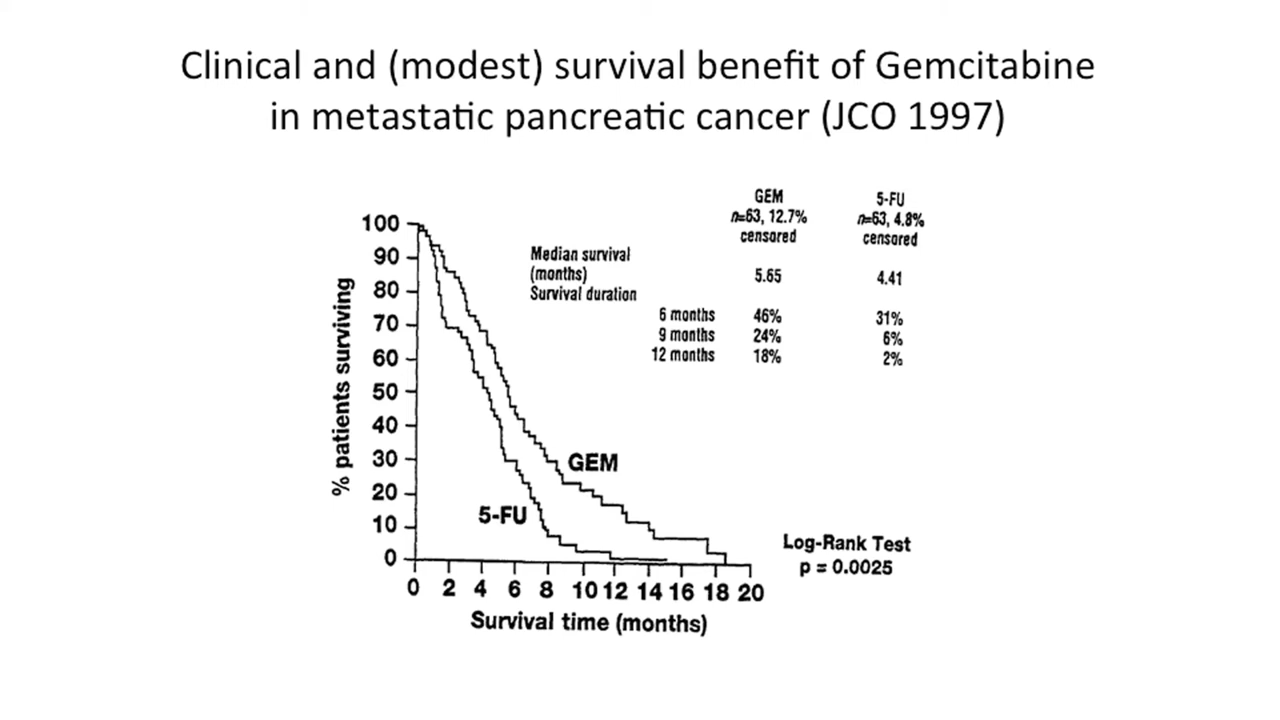 Clinical and (modest) survival benefit of Gemcitabine
in metastatic pancreatic cancer (JCO 1997)
GEM
n=63, 12.7%
censored
5-FU
n=63, 4.8%
censored
Median survival
(months)
5.65
4.41
Survival duration
6 months 46% 31%
9 months 24% 6%
12 months 18% 2%
% patients surviving
100
90
80
70
60
50
40
30
20
10
0
GEM
5-FU
0 2 4 6 8 10 12 14 16 18 20
Survival time (months)
Log-Rank Test
p = 0.0025